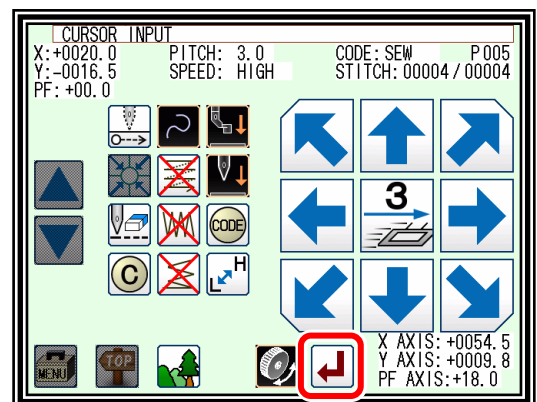 CURSOR INPUT
X:+0020.0 PITCH: 3.0 CODE:SEW P005
Y:-0016.5 SPEED: HIGH STITCH:00004/00004
PF:+00.0
3
CODE
C
L H
MENU TOP
X AXIS:+0054.5
Y AXIS:+0009.8
PF AXIS:+18.0